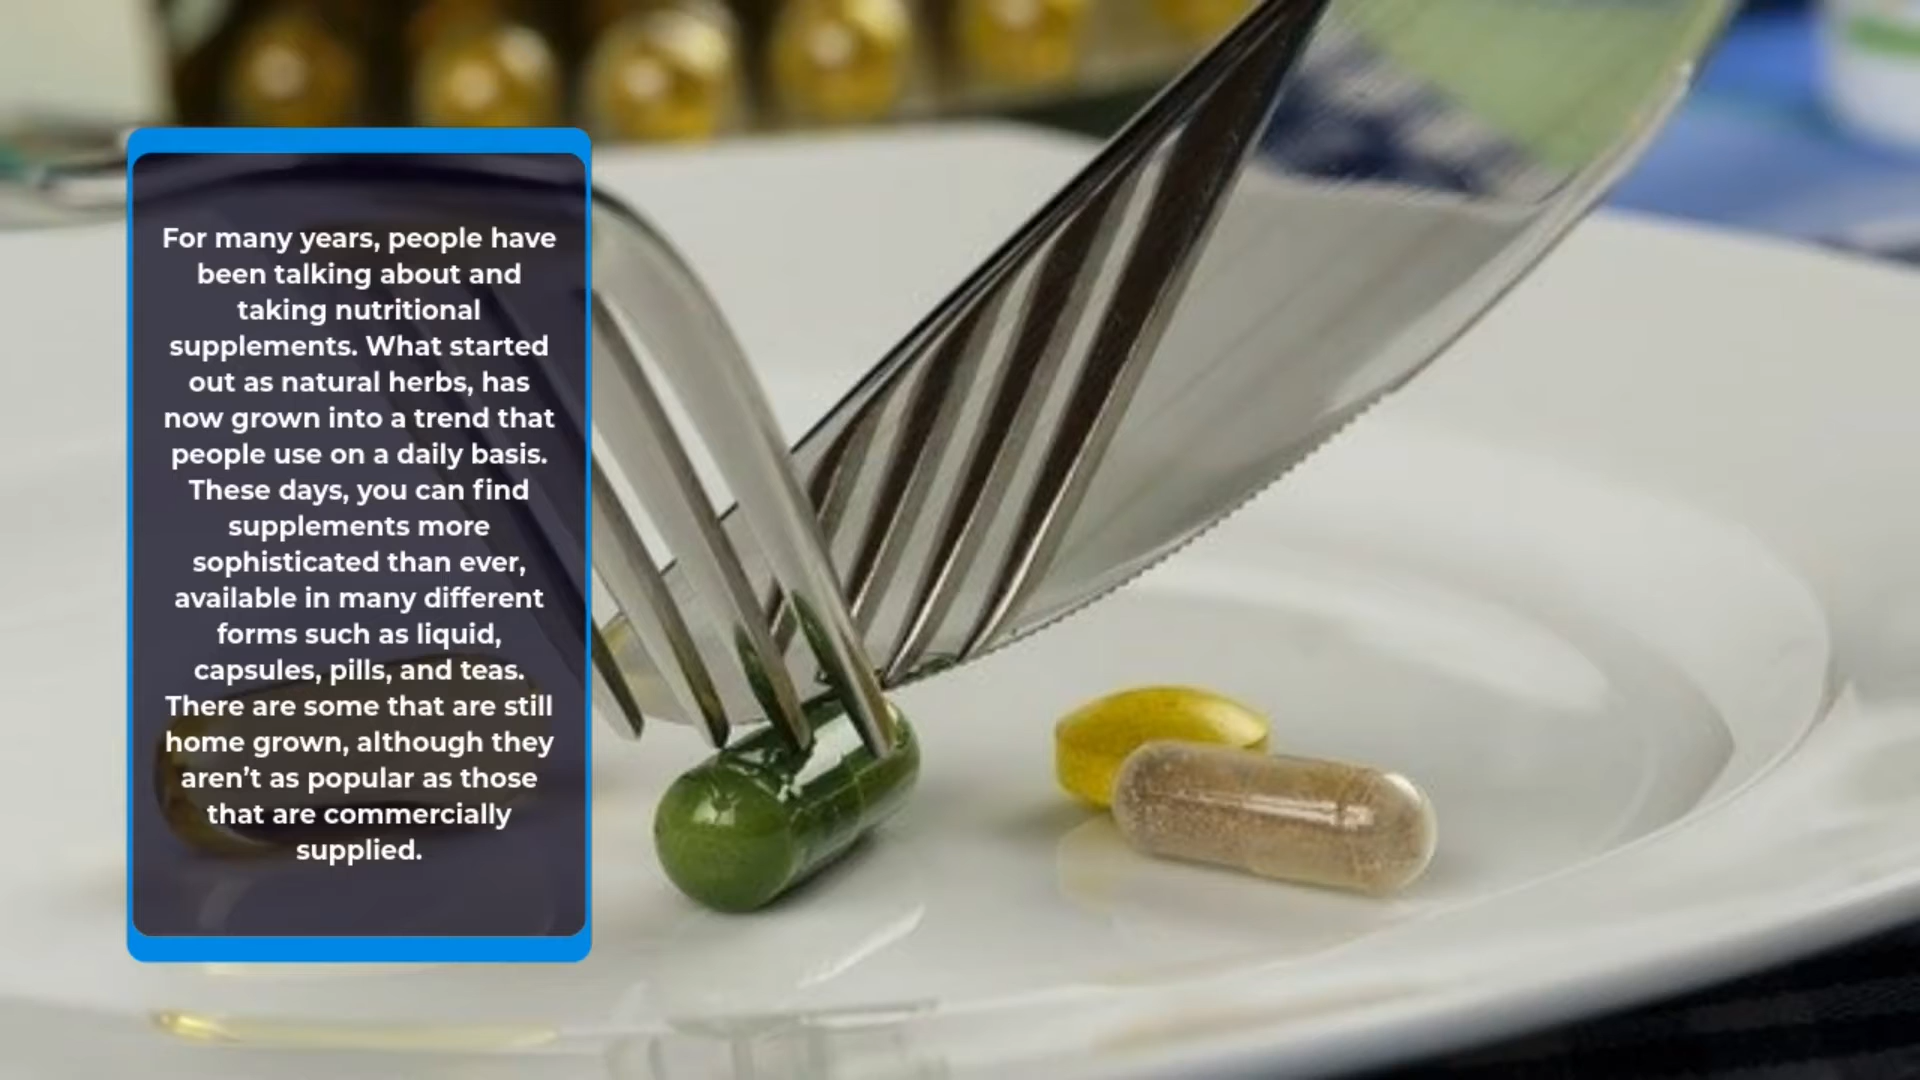 For many years, people have
been talking about and
taking nutritional
supplements. What started
out as natural herbs, has
now grown into a trend that
people use on a daily basis.
These days, you can find
supplements more
sophisticated than ever,
available in many different
forms such as liquid,
capsules, pills, and teas.
There are some that are still
home grown, although they
aren’t as popular as those
that are commercially
supplied.